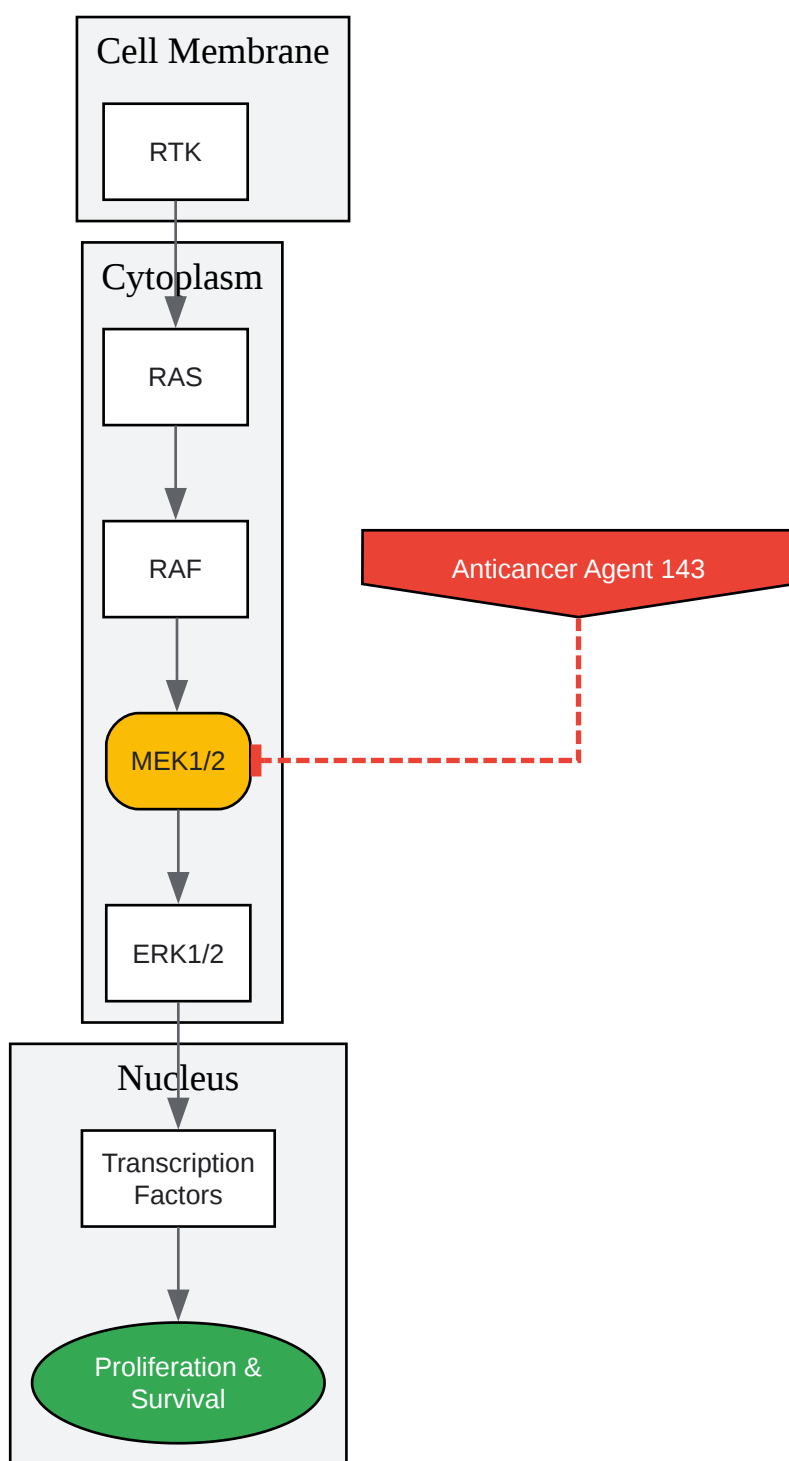 Cell Membrane
RTK
Cytoplasm
RAS
RAF
Anticancer Agent 143
MEK1/2
ERK1/2
Nucleus
Transcription
Factors
Proliferation &
Survival